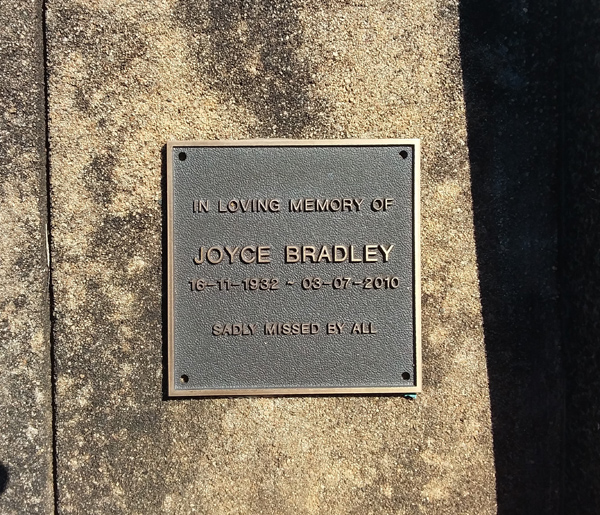 IN LOVING MEMORY OF
JOYCE BRADLEY
16-11-1932 ~ 03-07-2010
SADLY MISSED BY ALL